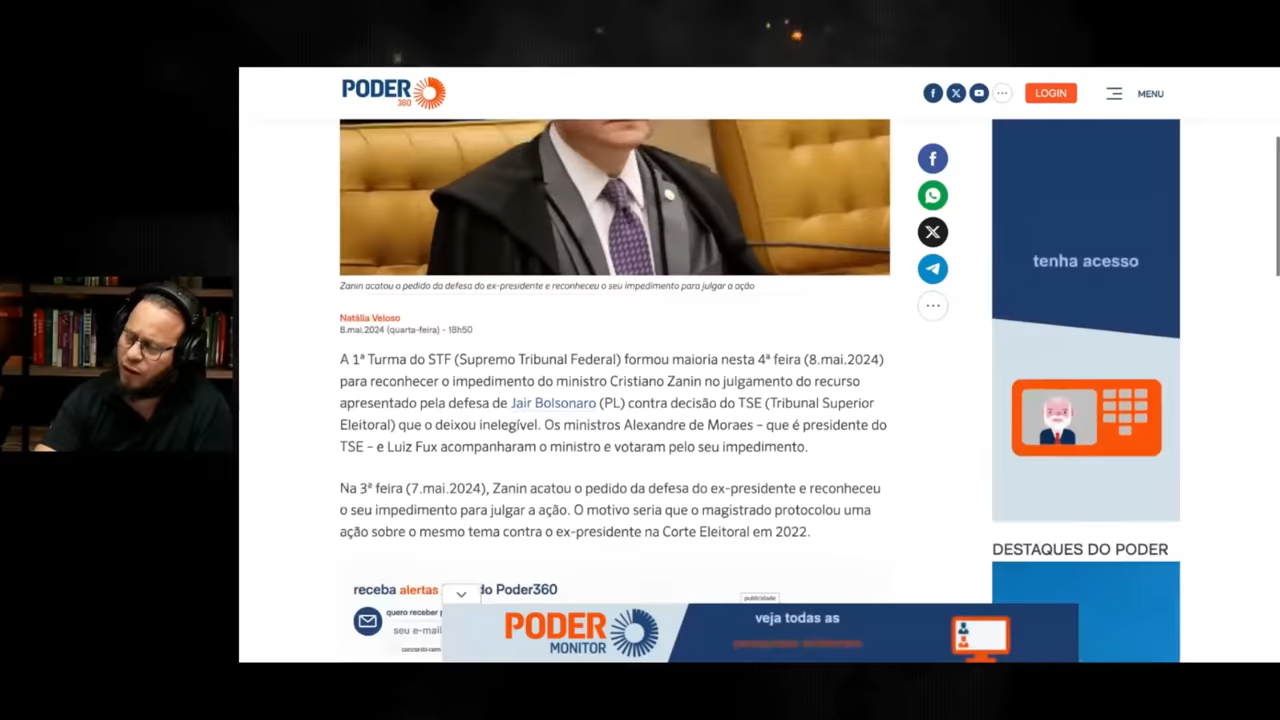 PODER
360
LOGIN
MENU
tenha acesso
Zanin acatou o pedido da defesa do ex-presidente e reconheceu o seu impedimento para julgar a ação
Natália Veloso
8.mai.2024 (quarta-feira) - 18h50
A 1ª Turma do STF (Supremo Tribunal Federal) formou maioria nesta 4ª feira (8.mai.2024)
para reconhecer o impedimento do ministro Cristiano Zanin no julgamento do recurso
apresentado pela defesa de Jair Bolsonaro (PL) contra decisão do TSE (Tribunal Superior
Eleitoral) que o deixou inelegível. Os ministros Alexandre de Moraes – que é presidente do
TSE – e Luiz Fux acompanharam o ministro e votaram pelo seu impedimento.
Na 3ª feira (7.mai.2024), Zanin acatou o pedido da defesa do ex-presidente e reconheceu
o seu impedimento para julgar a ação. O motivo seria que o magistrado protocolou uma
ação sobre o mesmo tema contra o ex-presidente na Corte Eleitoral em 2022.
DESTAQUES DO PODER
receba alertas do Poder360
quero receber
seu e-mail
publicidade
PODER
MONITOR
veja todas as